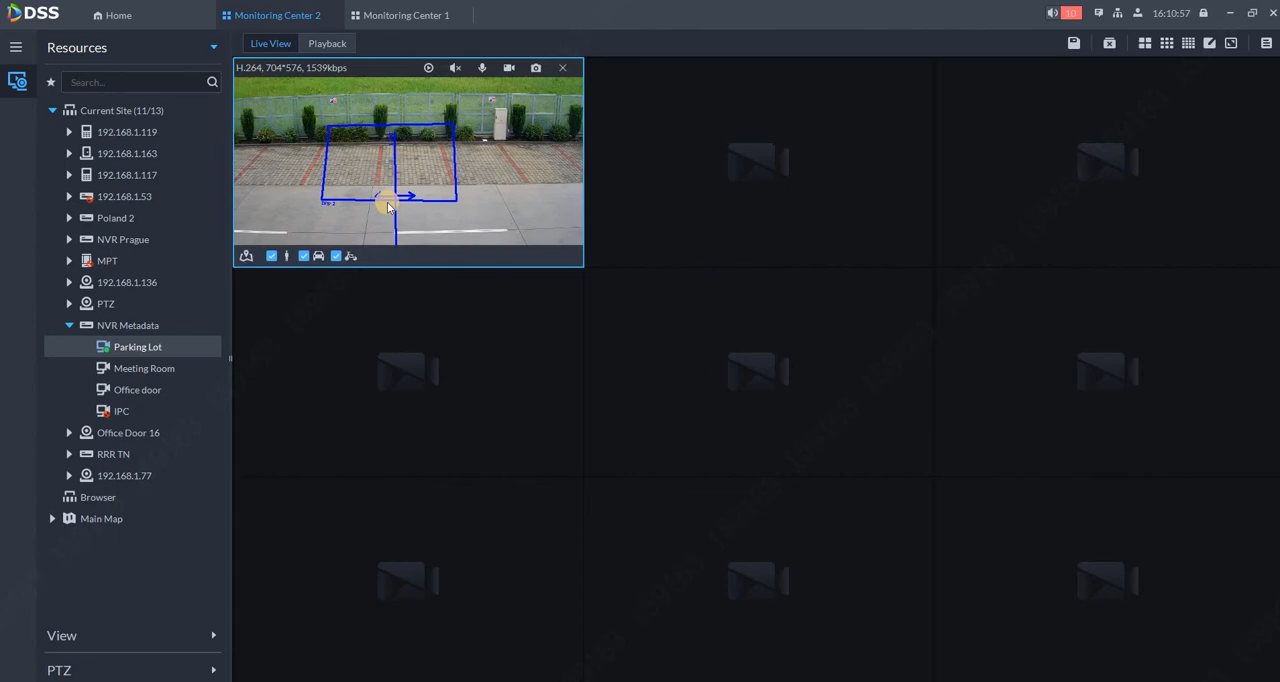 DSS
Home
Monitoring Center 2
Monitoring Center 1
10
16:10:57
Resources
Live View
Playback
Search...
H.264, 704*576, 1539kbps
Current Site (11/13)
192.168.1.119
192.168.1.163
192.168.1.117
192.168.1.53
Poland 2
NVR Prague
MPT
192.168.1.136
PTZ
NVR Metadata
Parking Lot
Meeting Room
Office door
IPC
Office Door 16
RRR TN
192.168.1.77
Browser
Main Map
View
PTZ